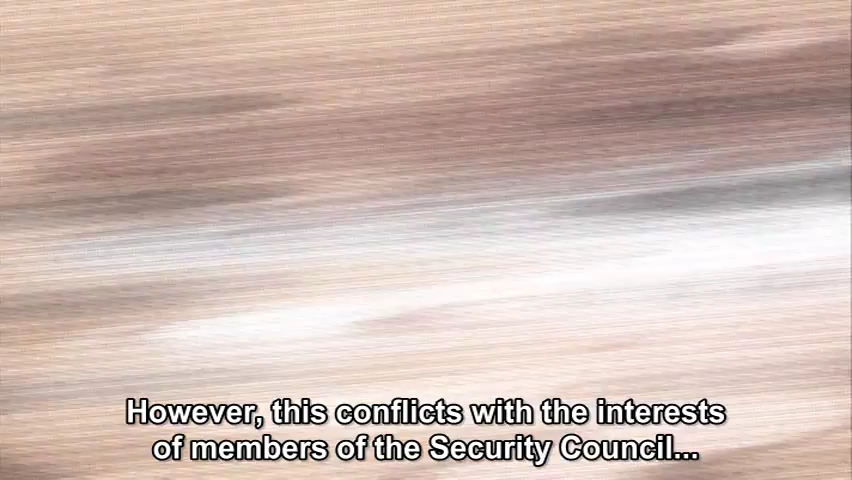 However, this conflicts with the interests
of members of the Security Council...